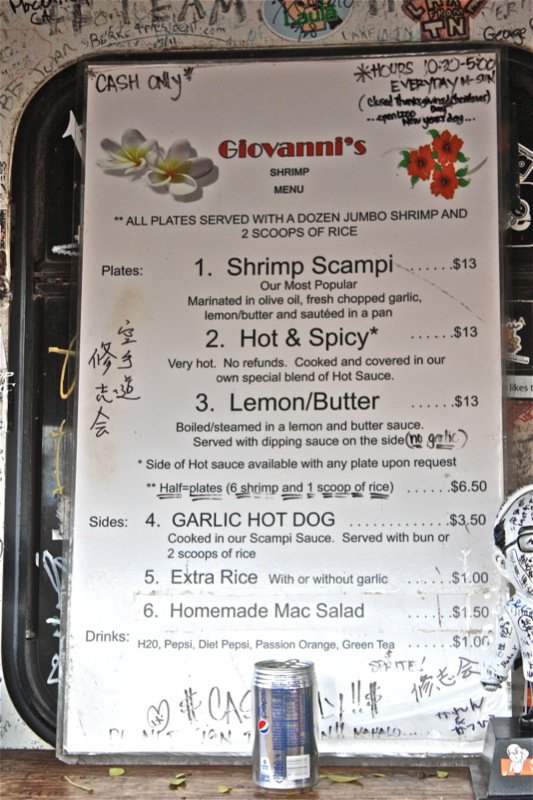 *CASH ONLY*
*HOURS 10:30-5:00
EVERYDAY M-SUN
(Closed Thanksgiving/Christmas)
Day
...open 1200
New years day...
Giovanni's
SHRIMP
MENU
** ALL PLATES SERVED WITH A DOZEN JUMBO SHRIMP AND
2 SCOOPS OF RICE
Plates: 1. Shrimp Scampi ......$13
Our Most Popular
Marinated in olive oil, fresh chopped garlic,
lemon/butter and sautéed in a pan
2. Hot & Spicy* ......$13
Very hot. No refunds. Cooked and covered in our
own special blend of Hot Sauce.
3. Lemon/Butter ......$13
Boiled/steamed in a lemon and butter sauce.
Served with dipping sauce on the side (no garlic)
* Side of Hot sauce available with any plate upon request
** Half=plates (6 shrimp and 1 scoop of rice) ......$6.50
Sides: 4. GARLIC HOT DOG ............$3.50
Cooked in our Scampi Sauce. Served with bun or
2 scoops of rice
5. Extra Rice With or without garlic ......$1.00
6. Homemade Mac Salad ......$1.50
Drinks: H20, Pepsi, Diet Pepsi, Passion Orange, Green Tea ......$1.00
SPRITE!
空手道
修志会
修志会
Laula
George
pepsi
likes t
MAHALO